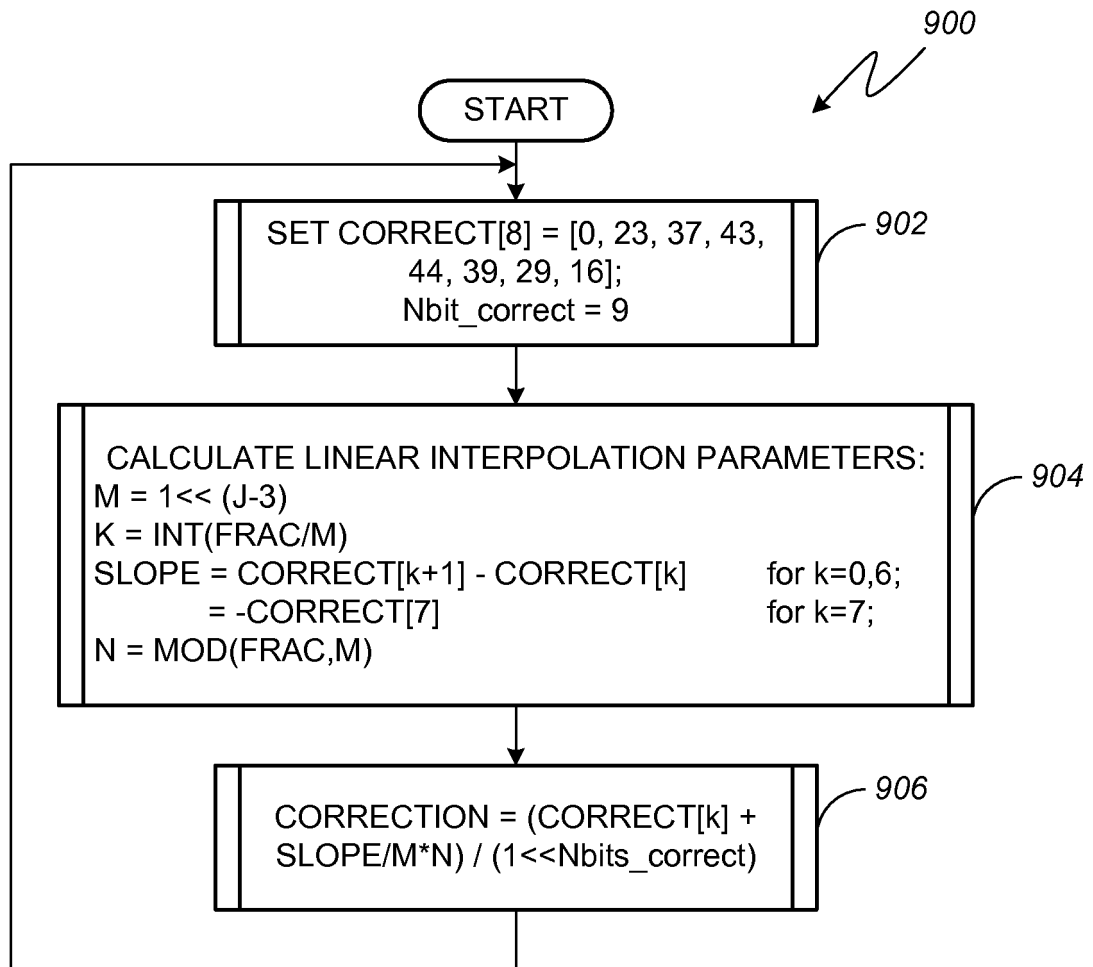 900
START
SET CORRECT[8] = [0, 23, 37, 43,
44, 39, 29, 16];
Nbit_correct = 9
902
CALCULATE LINEAR INTERPOLATION PARAMETERS:
M = 1<< (J-3)
K = INT(FRAC/M)
SLOPE = CORRECT[k+1] - CORRECT[k] for k=0,6;
= -CORRECT[7] for k=7;
N = MOD(FRAC,M)
904
CORRECTION = (CORRECT[k] +
SLOPE/M*N) / (1<<Nbits_correct)
906